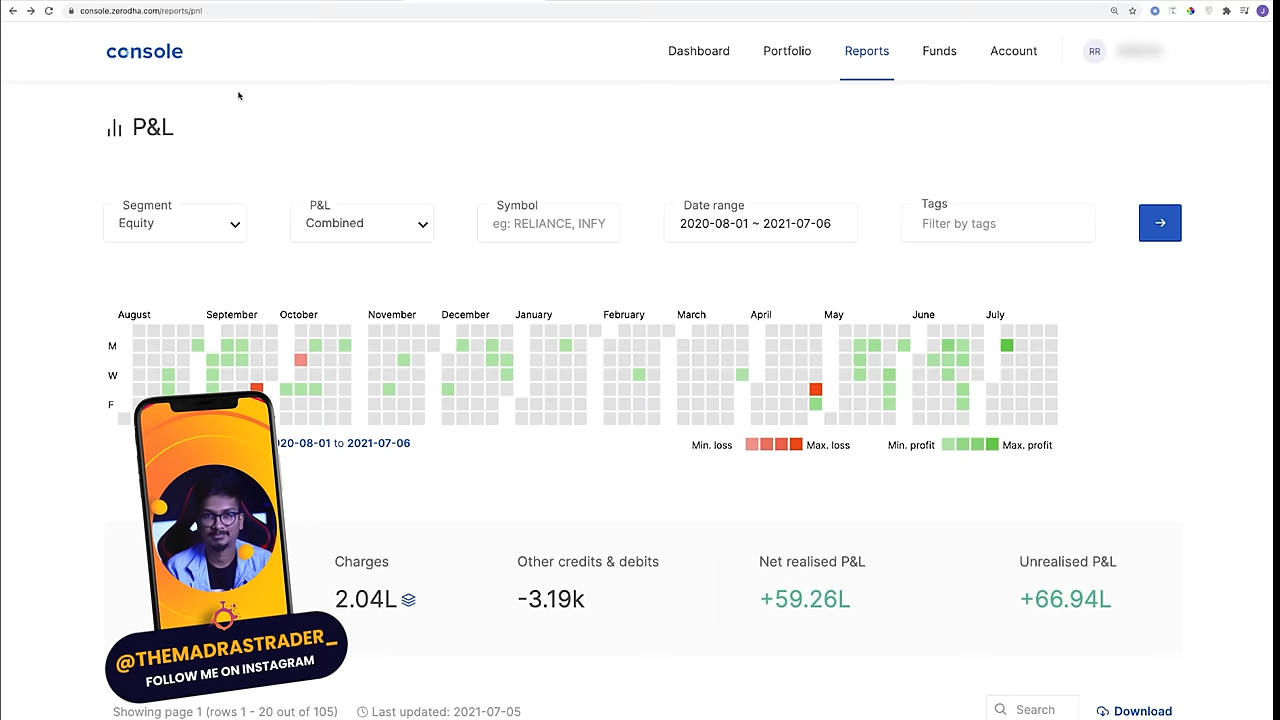 console.zerodha.com/reports/pnl
console
Dashboard
Portfolio
Reports
Funds
Account
RR
P&L
Segment
Equity
P&L
Combined
Symbol
eg: RELIANCE, INFY
Date range
2020-08-01 ~ 2021-07-06
Tags
Filter by tags
August September October November December January February March April May June July
M
W
F
20-08-01 to 2021-07-06
Min. loss
Max. loss
Min. profit
Max. profit
Charges
2.04L
Other credits & debits
-3.19k
Net realised P&L
+59.26L
Unrealised P&L
+66.94L
@THEMADRASTRADER_
FOLLOW ME ON INSTAGRAM
Showing page 1 (rows 1 - 20 out of 105)
Last updated: 2021-07-05
Search
Download